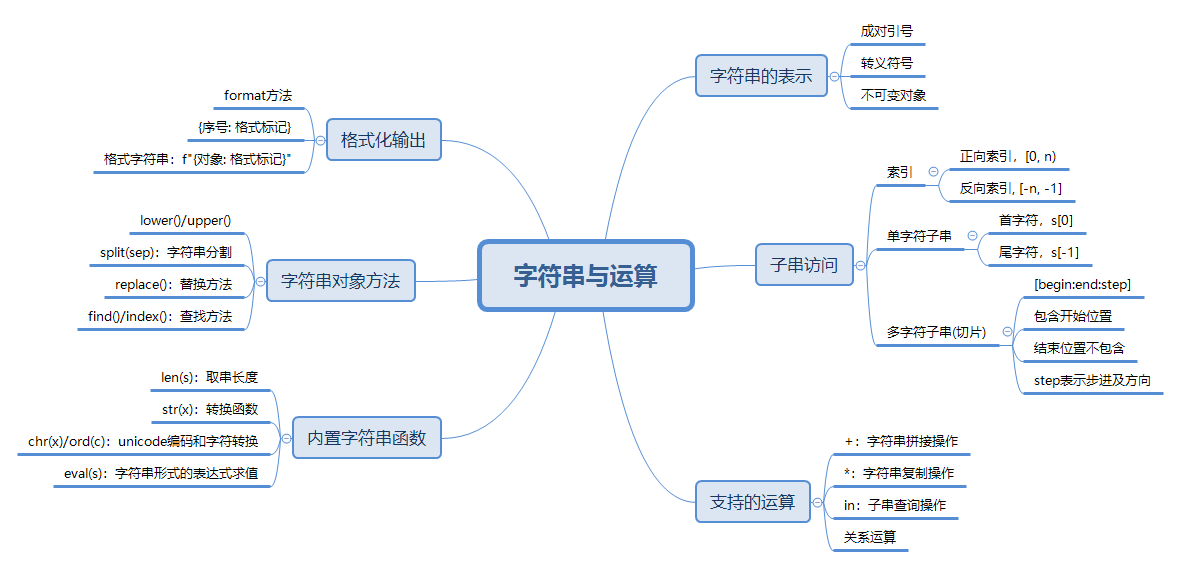 字符串与运算
字符串的表示
成对引号
转义符号
不可变对象
子串访问
索引
正向索引，[0, n)
反向索引, [-n, -1]
单字符子串
首字符，s[0]
尾字符，s[-1]
多字符子串(切片)
[begin:end:step]
包含开始位置
结束位置不包含
step表示步进及方向
支持的运算
+：字符串拼接操作
*：字符串复制操作
in：子串查询操作
关系运算
格式化输出
format方法
{序号: 格式标记}
格式字符串：f"{对象: 格式标记}"
字符串对象方法
lower()/upper()
split(sep)：字符串分割
replace()：替换方法
find()/index()：查找方法
内置字符串函数
len(s)：取串长度
str(x)：转换函数
chr(x)/ord(c)：unicode编码和字符转换
eval(s)：字符串形式的表达式求值